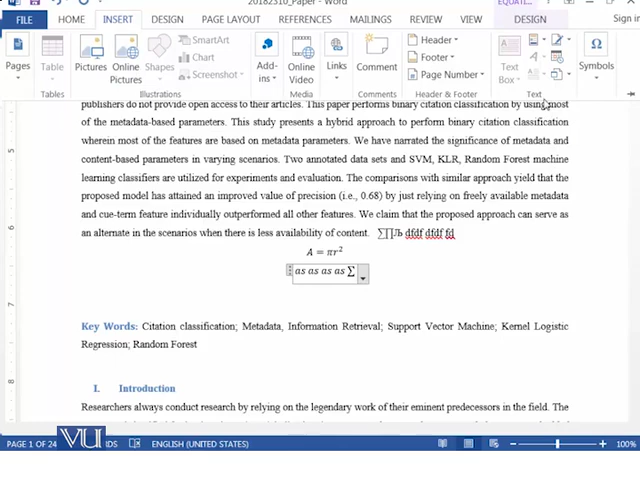 20182310_Paper - Word
EQUATI...
FILE HOME INSERT DESIGN PAGE LAYOUT REFERENCES MAILINGS REVIEW VIEW DESIGN Sign in
Pages Tables Pictures Online Pictures Shapes SmartArt Chart Screenshot Add-ins Online Video Links Comment Header Footer Page Number Text Box Symbols
Tables Illustrations Media Comments Header & Footer Text
publishers do not provide open access to their articles. This paper performs binary citation classification by using most
of the metadata-based parameters. This study presents a hybrid approach to perform binary citation classification
wherein most of the features are based on metadata parameters. We have narrated the significance of metadata and
content-based parameters in varying scenarios. Two annotated data sets and SVM, KLR, Random Forest machine
learning classifiers are utilized for experiments and evaluation. The comparisons with similar approach yield that the
proposed model has attained an improved value of precision (i.e., 0.68) by just relying on freely available metadata
and cue-term feature individually outperformed all other features. We claim that the proposed approach can serve as
an alternate in the scenarios when there is less availability of content. ∑∏Љ dfdf dfdf fd
A = πr²
as as as as ∑
Key Words: Citation classification; Metadata, Information Retrieval; Support Vector Machine; Kernel Logistic
Regression; Random Forest
I. Introduction
Researchers always conduct research by relying on the legendary work of their eminent predecessors in the field. The
5
6
7
8
PAGE 1 OF 24 VU RDS ENGLISH (UNITED STATES) 100%